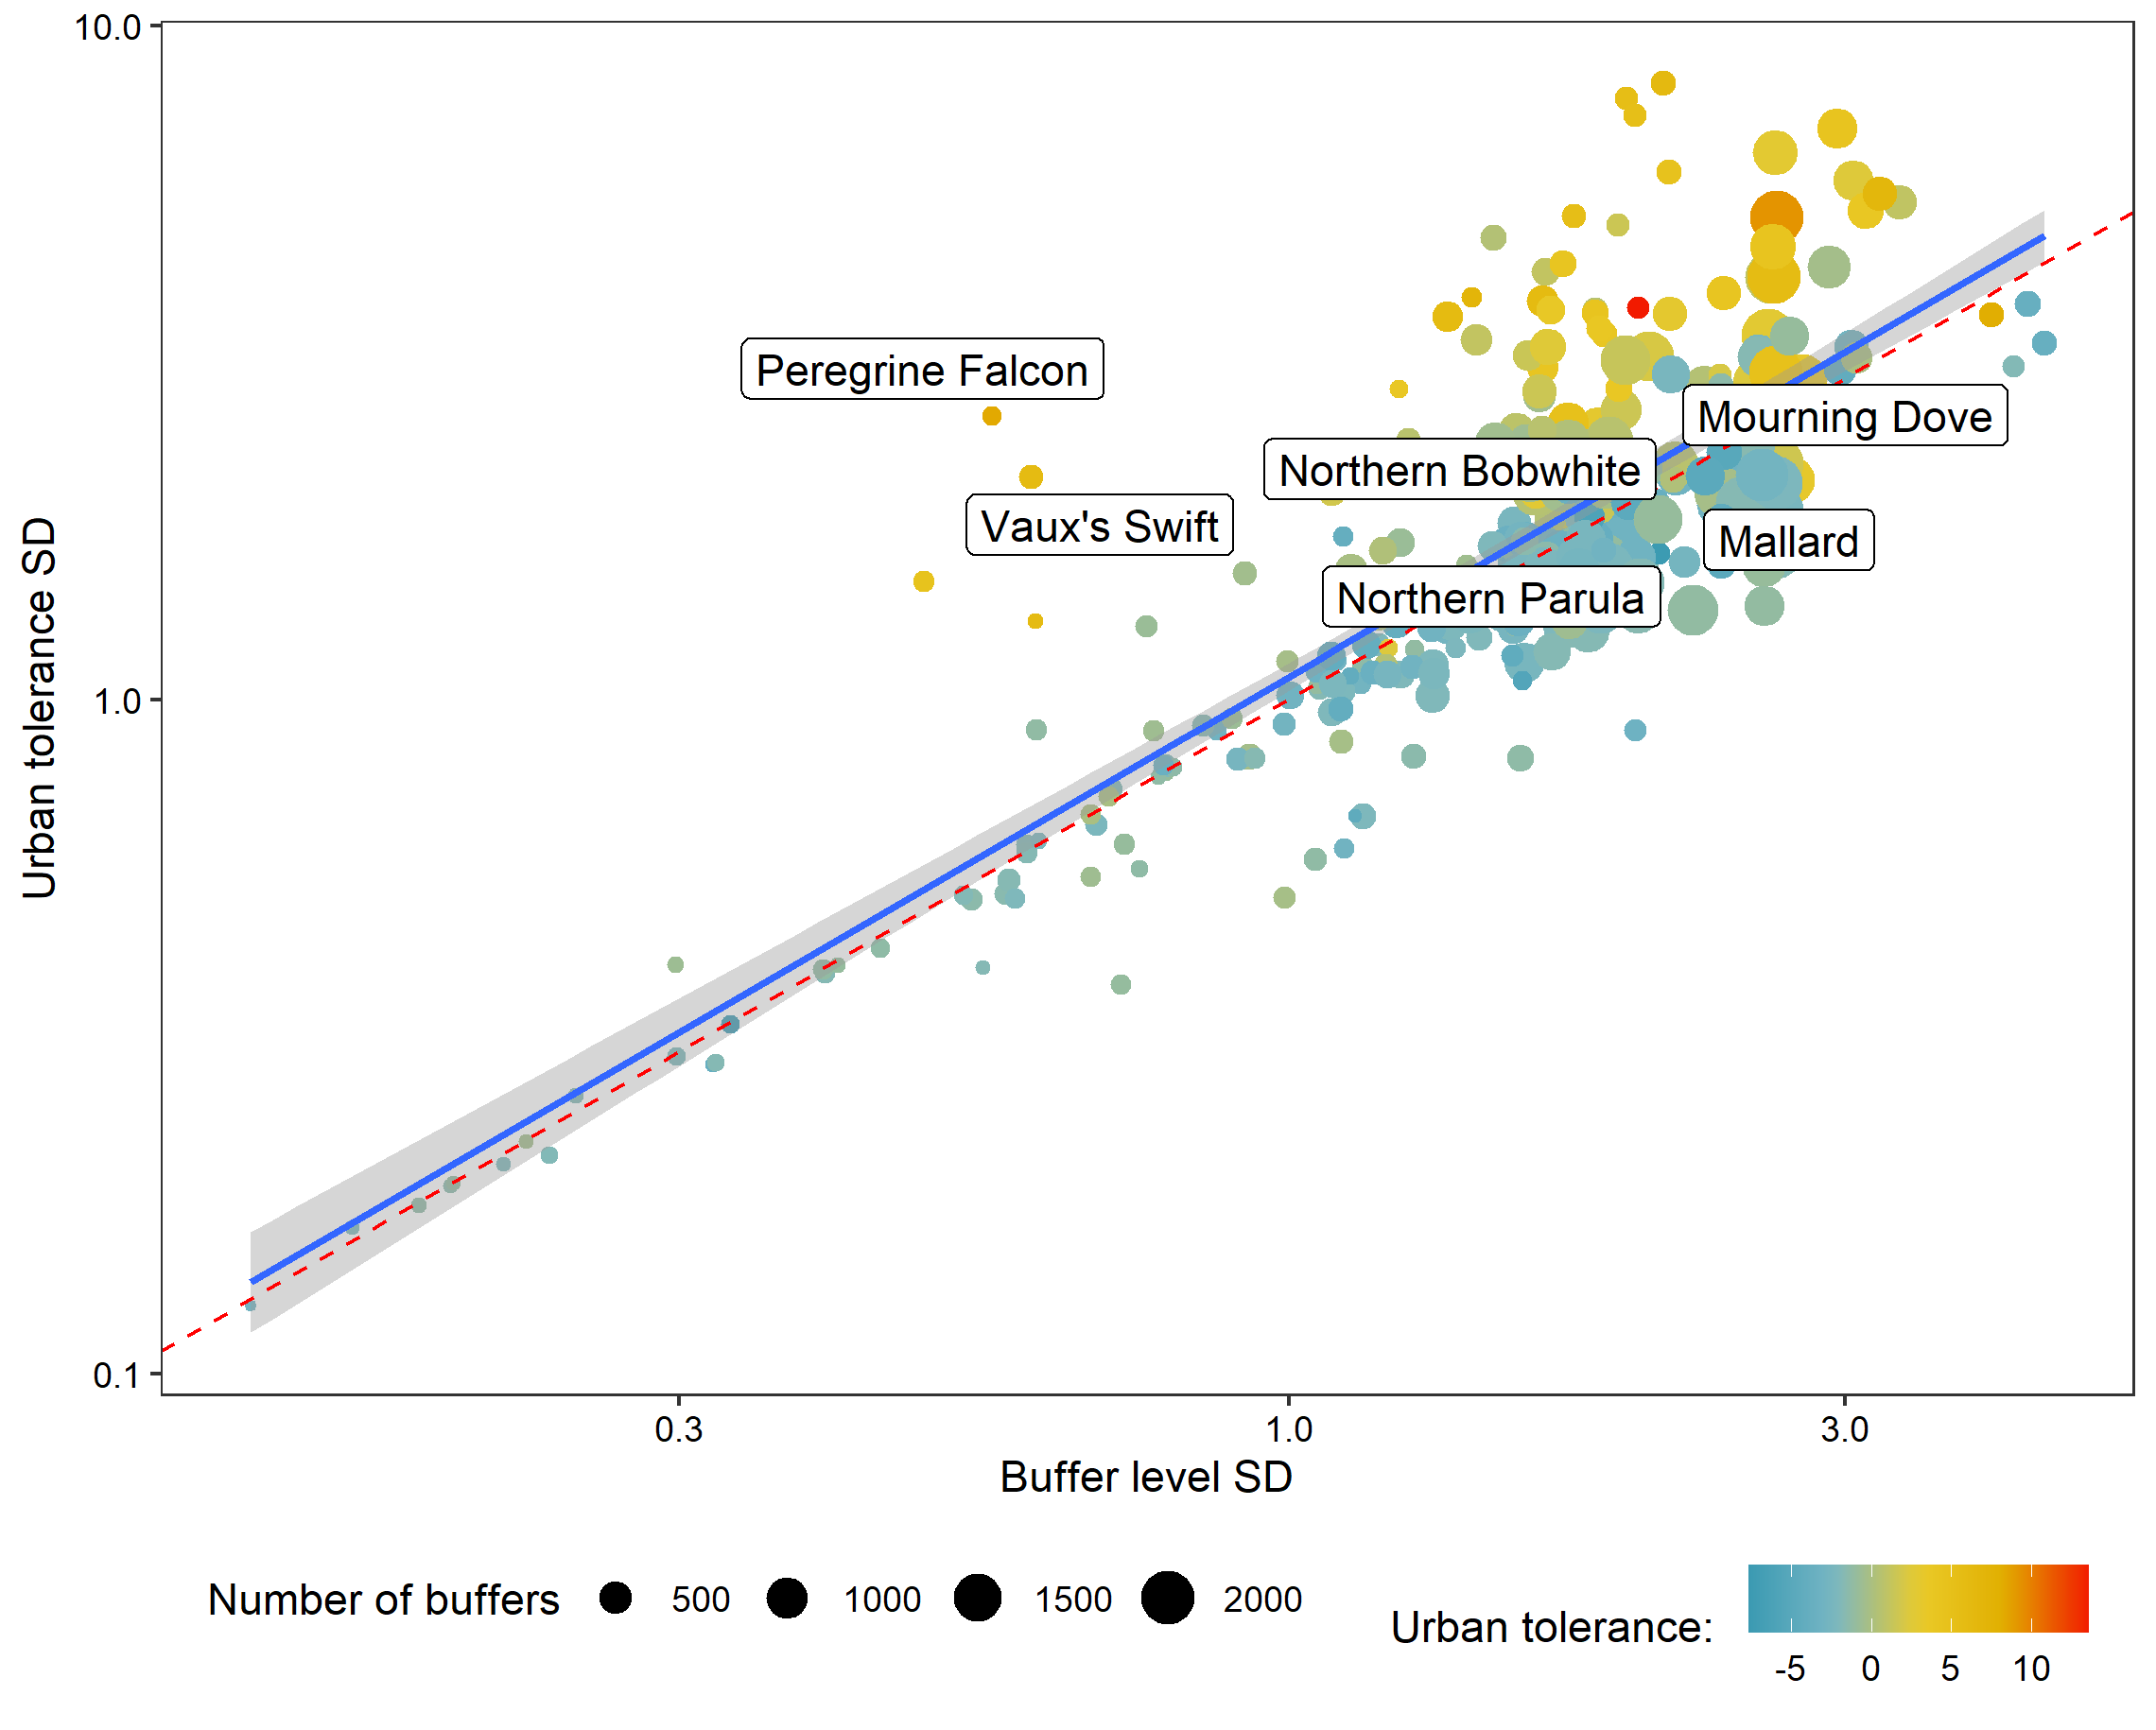 10.0
1.0
0.1
Urban tolerance SD
Peregrine Falcon
Mourning Dove
Northern Bobwhite
Vaux's Swift
Mallard
Northern Parula
0.3 1.0 3.0
Buffer level SD
Number of buffers 500 1000 1500 2000
Urban tolerance:
-5 0 5 10